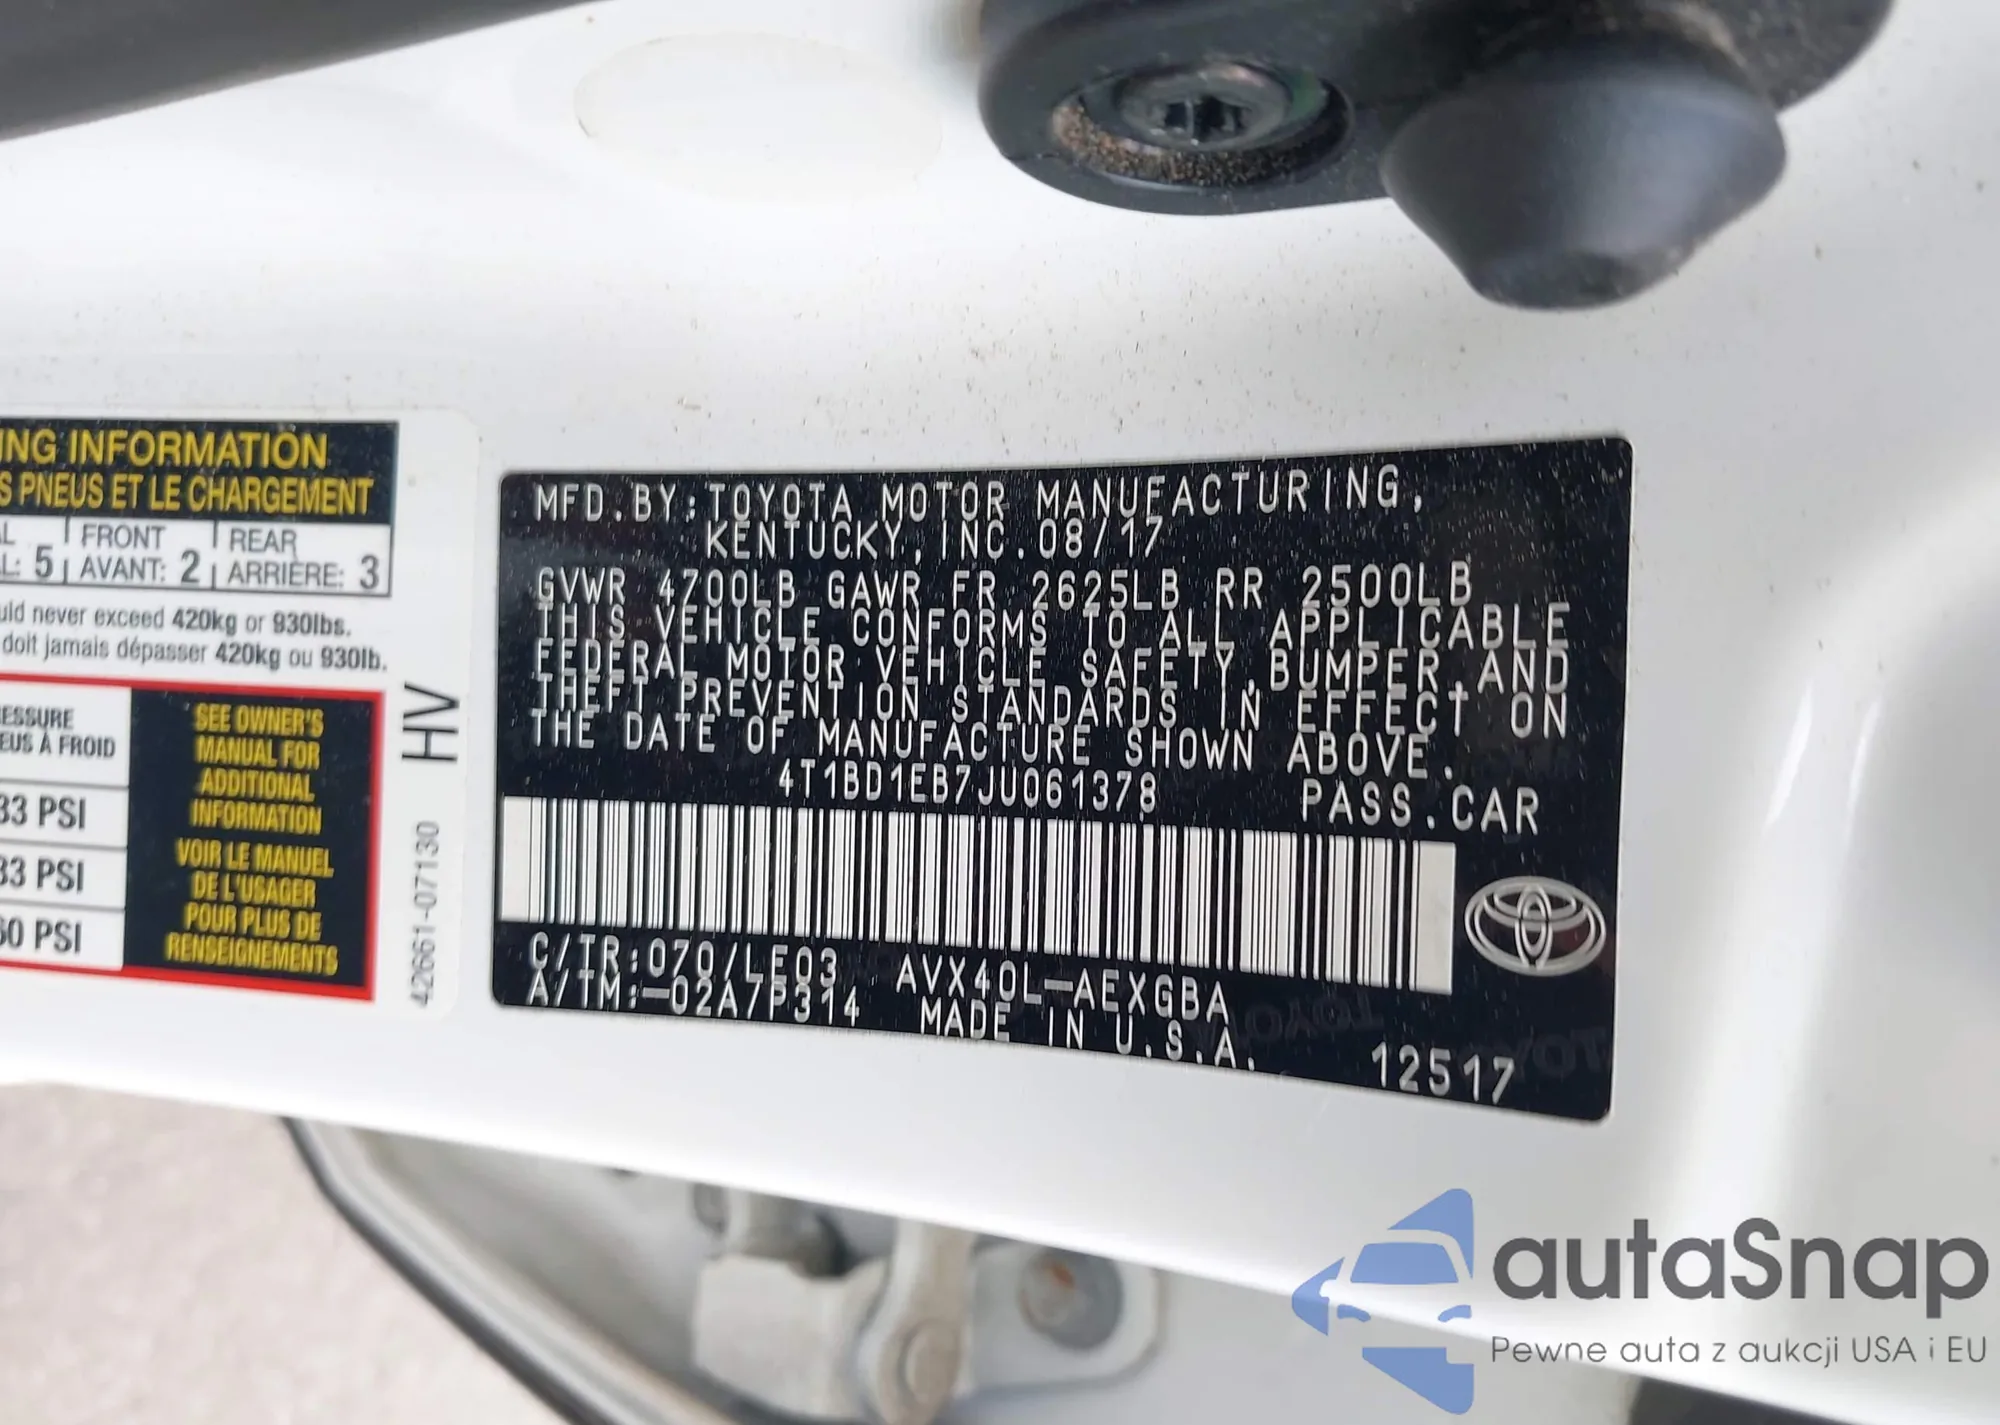 ING INFORMATION
S PNEUS ET LE CHARGEMENT
FRONT REAR
5 AVANT: 2 ARRIÈRE: 3
uld never exceed 420kg or 930lbs.
doit jamais dépasser 420kg ou 930lb.
ESSURE
EUS À FROID
33 PSI
33 PSI
60 PSI
SEE OWNER'S
MANUAL FOR
ADDITIONAL
INFORMATION
VOIR LE MANUEL
DE L'USAGER
POUR PLUS DE
RENSEIGNEMENTS
HV
42661-07130
MFD.BY:TOYOTA MOTOR MANUFACTURING,
KENTUCKY, INC. 08/17
GVWR 4700LB GAWR FR 2625LB RR 2500LB
THIS VEHICLE CONFORMS TO ALL APPLICABLE
FEDERAL MOTOR VEHICLE SAFETY,BUMPER,AND
THEFT PREVENTION STANDARDS IN EFFECT ON
THE DATE OF MANUFACTURE SHOWN ABOVE.
4T1BD1EB7JU061378 PASS.CAR
C/TR:070/LE03 AVX40L-AEXGBA
A/TM:-02A/P314 MADE IN U.S.A.
12517
autaSnap
Pewne auta z aukcji USA i EU